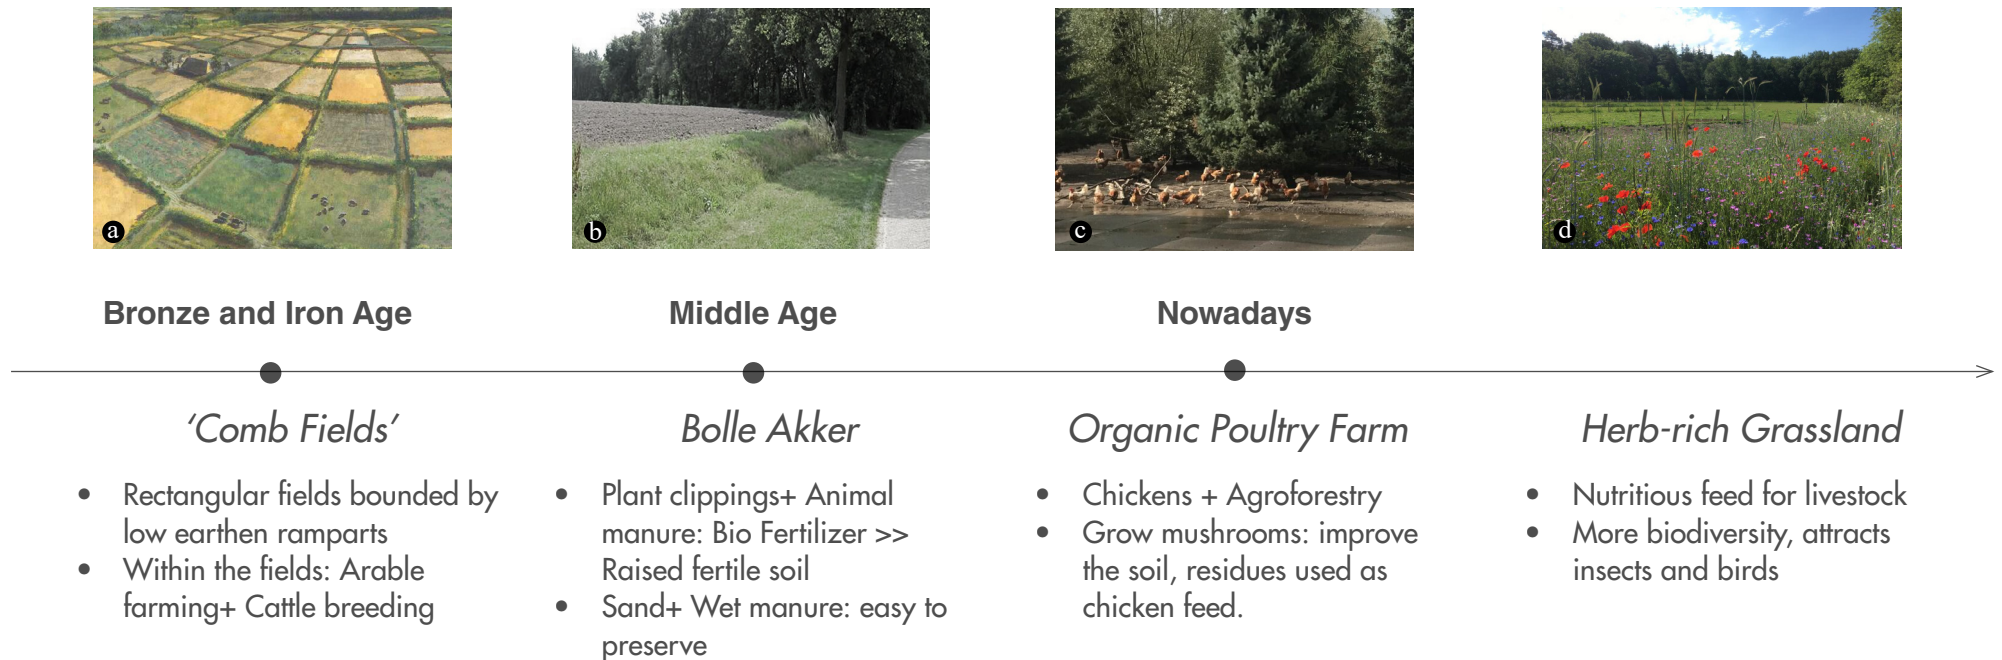 a
b
c
d
Bronze and Iron Age
Middle Age
Nowadays
‘Comb Fields’
• Rectangular fields bounded by
low earthen ramparts
• Within the fields: Arable
farming+ Cattle breeding
Bolle Akker
• Plant clippings+ Animal
manure: Bio Fertilizer >>
Raised fertile soil
• Sand+ Wet manure: easy to
preserve
Organic Poultry Farm
• Chickens + Agroforestry
• Grow mushrooms: improve
the soil, residues used as
chicken feed.
Herb-rich Grassland
• Nutritious feed for livestock
• More biodiversity, attracts
insects and birds